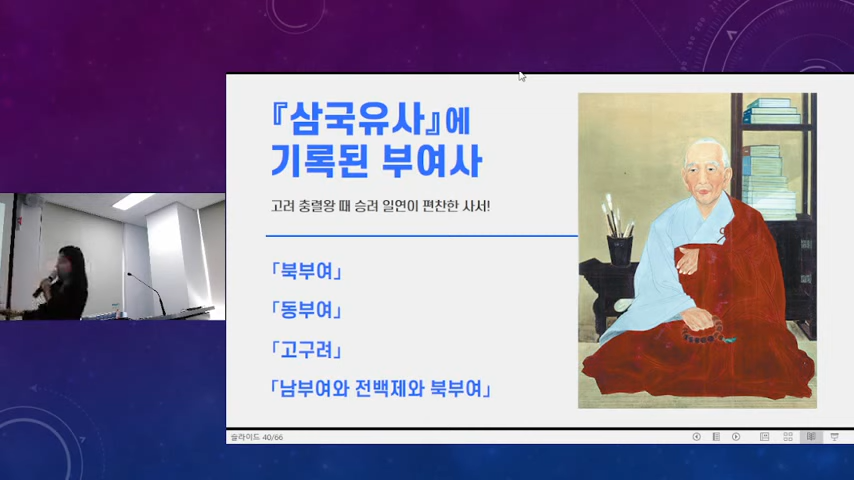 『삼국유사』에
기록된 부여사
고려 충렬왕 때 승려 일연이 편찬한 사서!
「북부여」
「동부여」
「고구려」
「남부여와 전백제와 북부여」
슬라이드 40/66